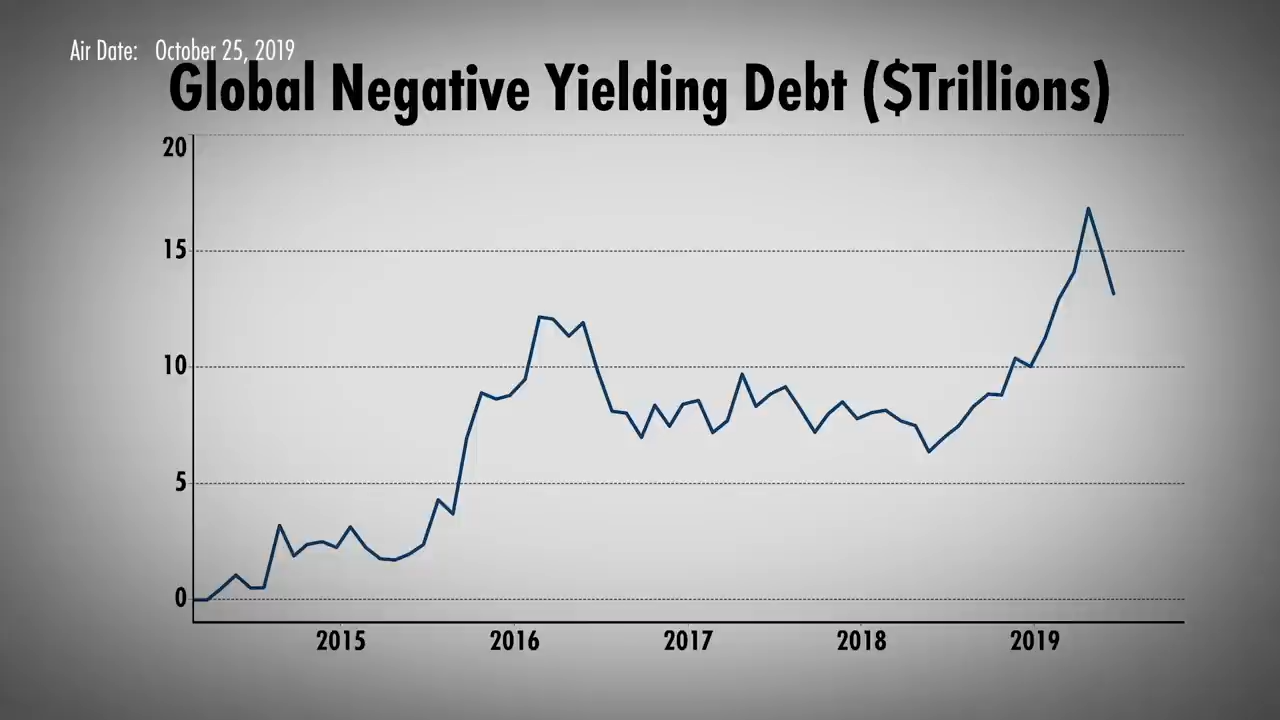 Air Date: October 25, 2019
Global Negative Yielding Debt ($Trillions)
20
15
10
5
0
2015 2016 2017 2018 2019